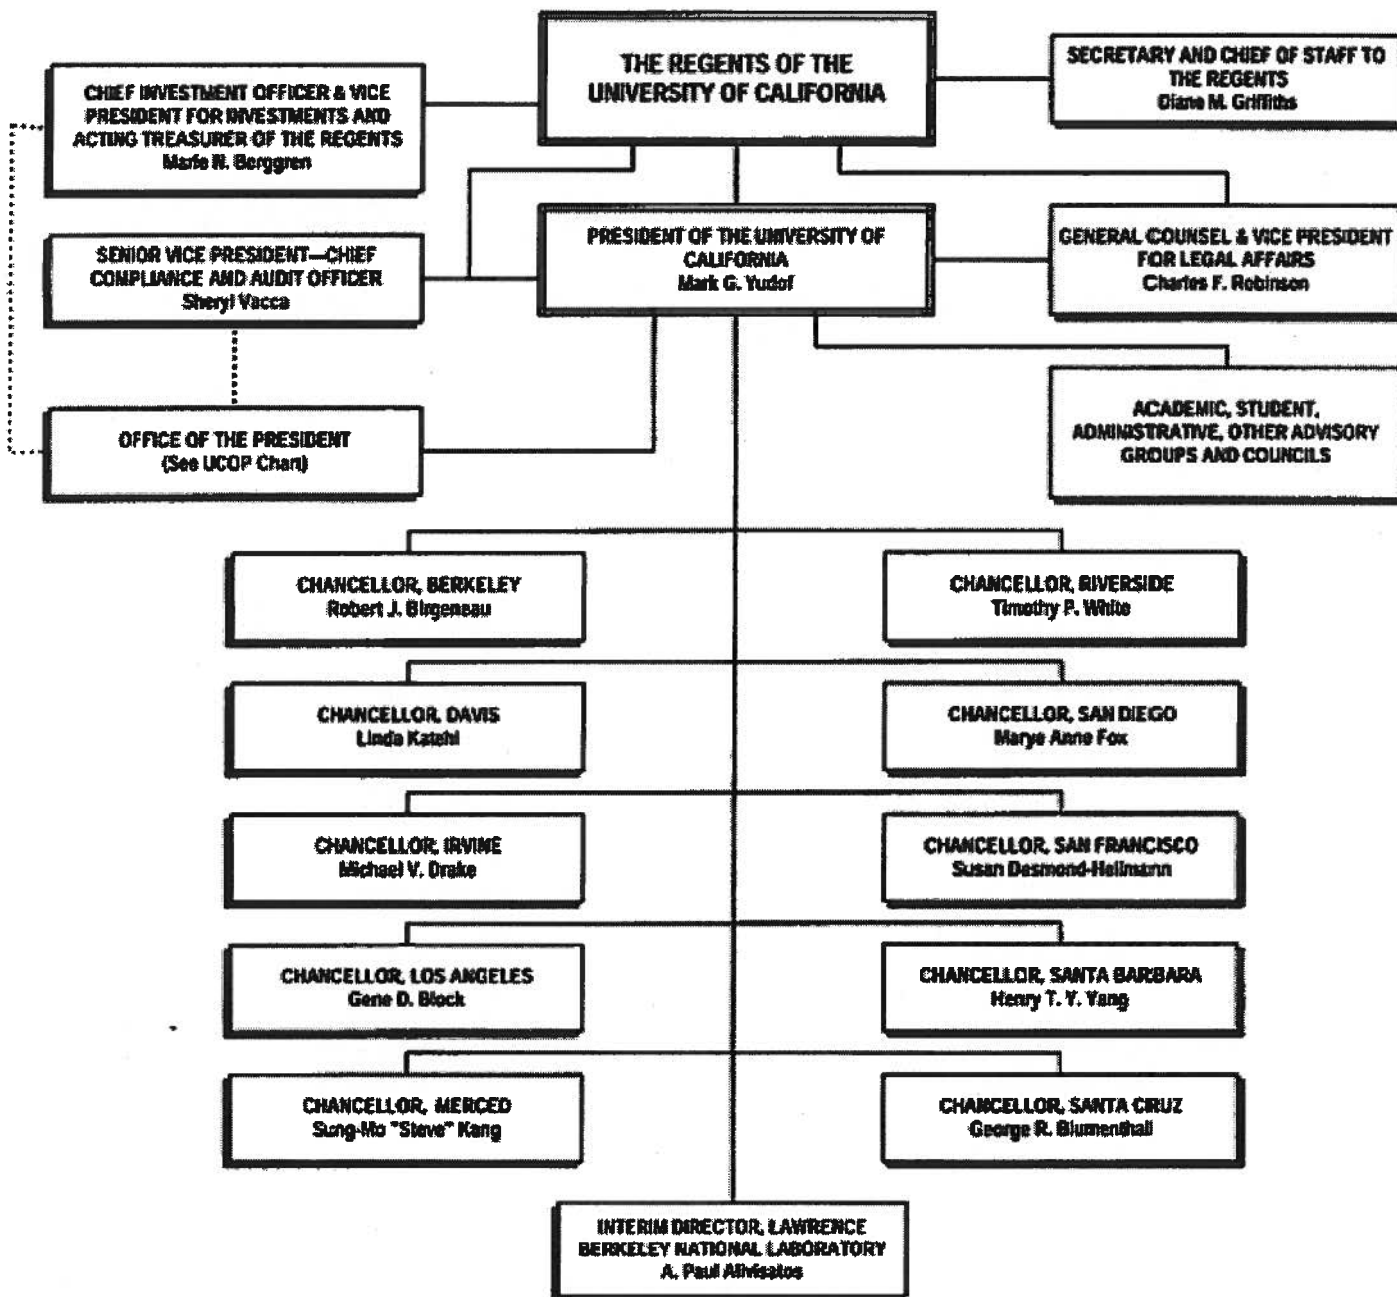 THE REGENTS OF THE
UNIVERSITY OF CALIFORNIA
SECRETARY AND CHIEF OF STAFF TO
THE REGENTS
Diane M. Griffiths
CHIEF INVESTMENT OFFICER & VICE
PRESIDENT FOR INVESTMENTS AND
ACTING TREASURER OF THE REGENTS
Marie N. Berggren
PRESIDENT OF THE UNIVERSITY OF
CALIFORNIA
Mark G. Yudof
SENIOR VICE PRESIDENT—CHIEF
COMPLIANCE AND AUDIT OFFICER
Sheryl Vacca
GENERAL COUNSEL & VICE PRESIDENT
FOR LEGAL AFFAIRS
Charles F. Robinson
OFFICE OF THE PRESIDENT
(See UCOP Chart)
ACADEMIC, STUDENT,
ADMINISTRATIVE, OTHER ADVISORY
GROUPS AND COUNCILS
CHANCELLOR, BERKELEY
Robert J. Birgeneau
CHANCELLOR, RIVERSIDE
Timothy P. White
CHANCELLOR, DAVIS
Linda Katehi
CHANCELLOR, SAN DIEGO
Marye Anne Fox
CHANCELLOR, IRVINE
Michael V. Drake
CHANCELLOR, SAN FRANCISCO
Susan Desmond-Hellmann
CHANCELLOR, LOS ANGELES
Gene D. Block
CHANCELLOR, SANTA BARBARA
Henry T. Y. Yang
CHANCELLOR, MERCED
Sung-Mo "Steve" Kang
CHANCELLOR, SANTA CRUZ
George R. Blumenthal
INTERIM DIRECTOR, LAWRENCE
BERKELEY NATIONAL LABORATORY
A. Paul Alivisatos